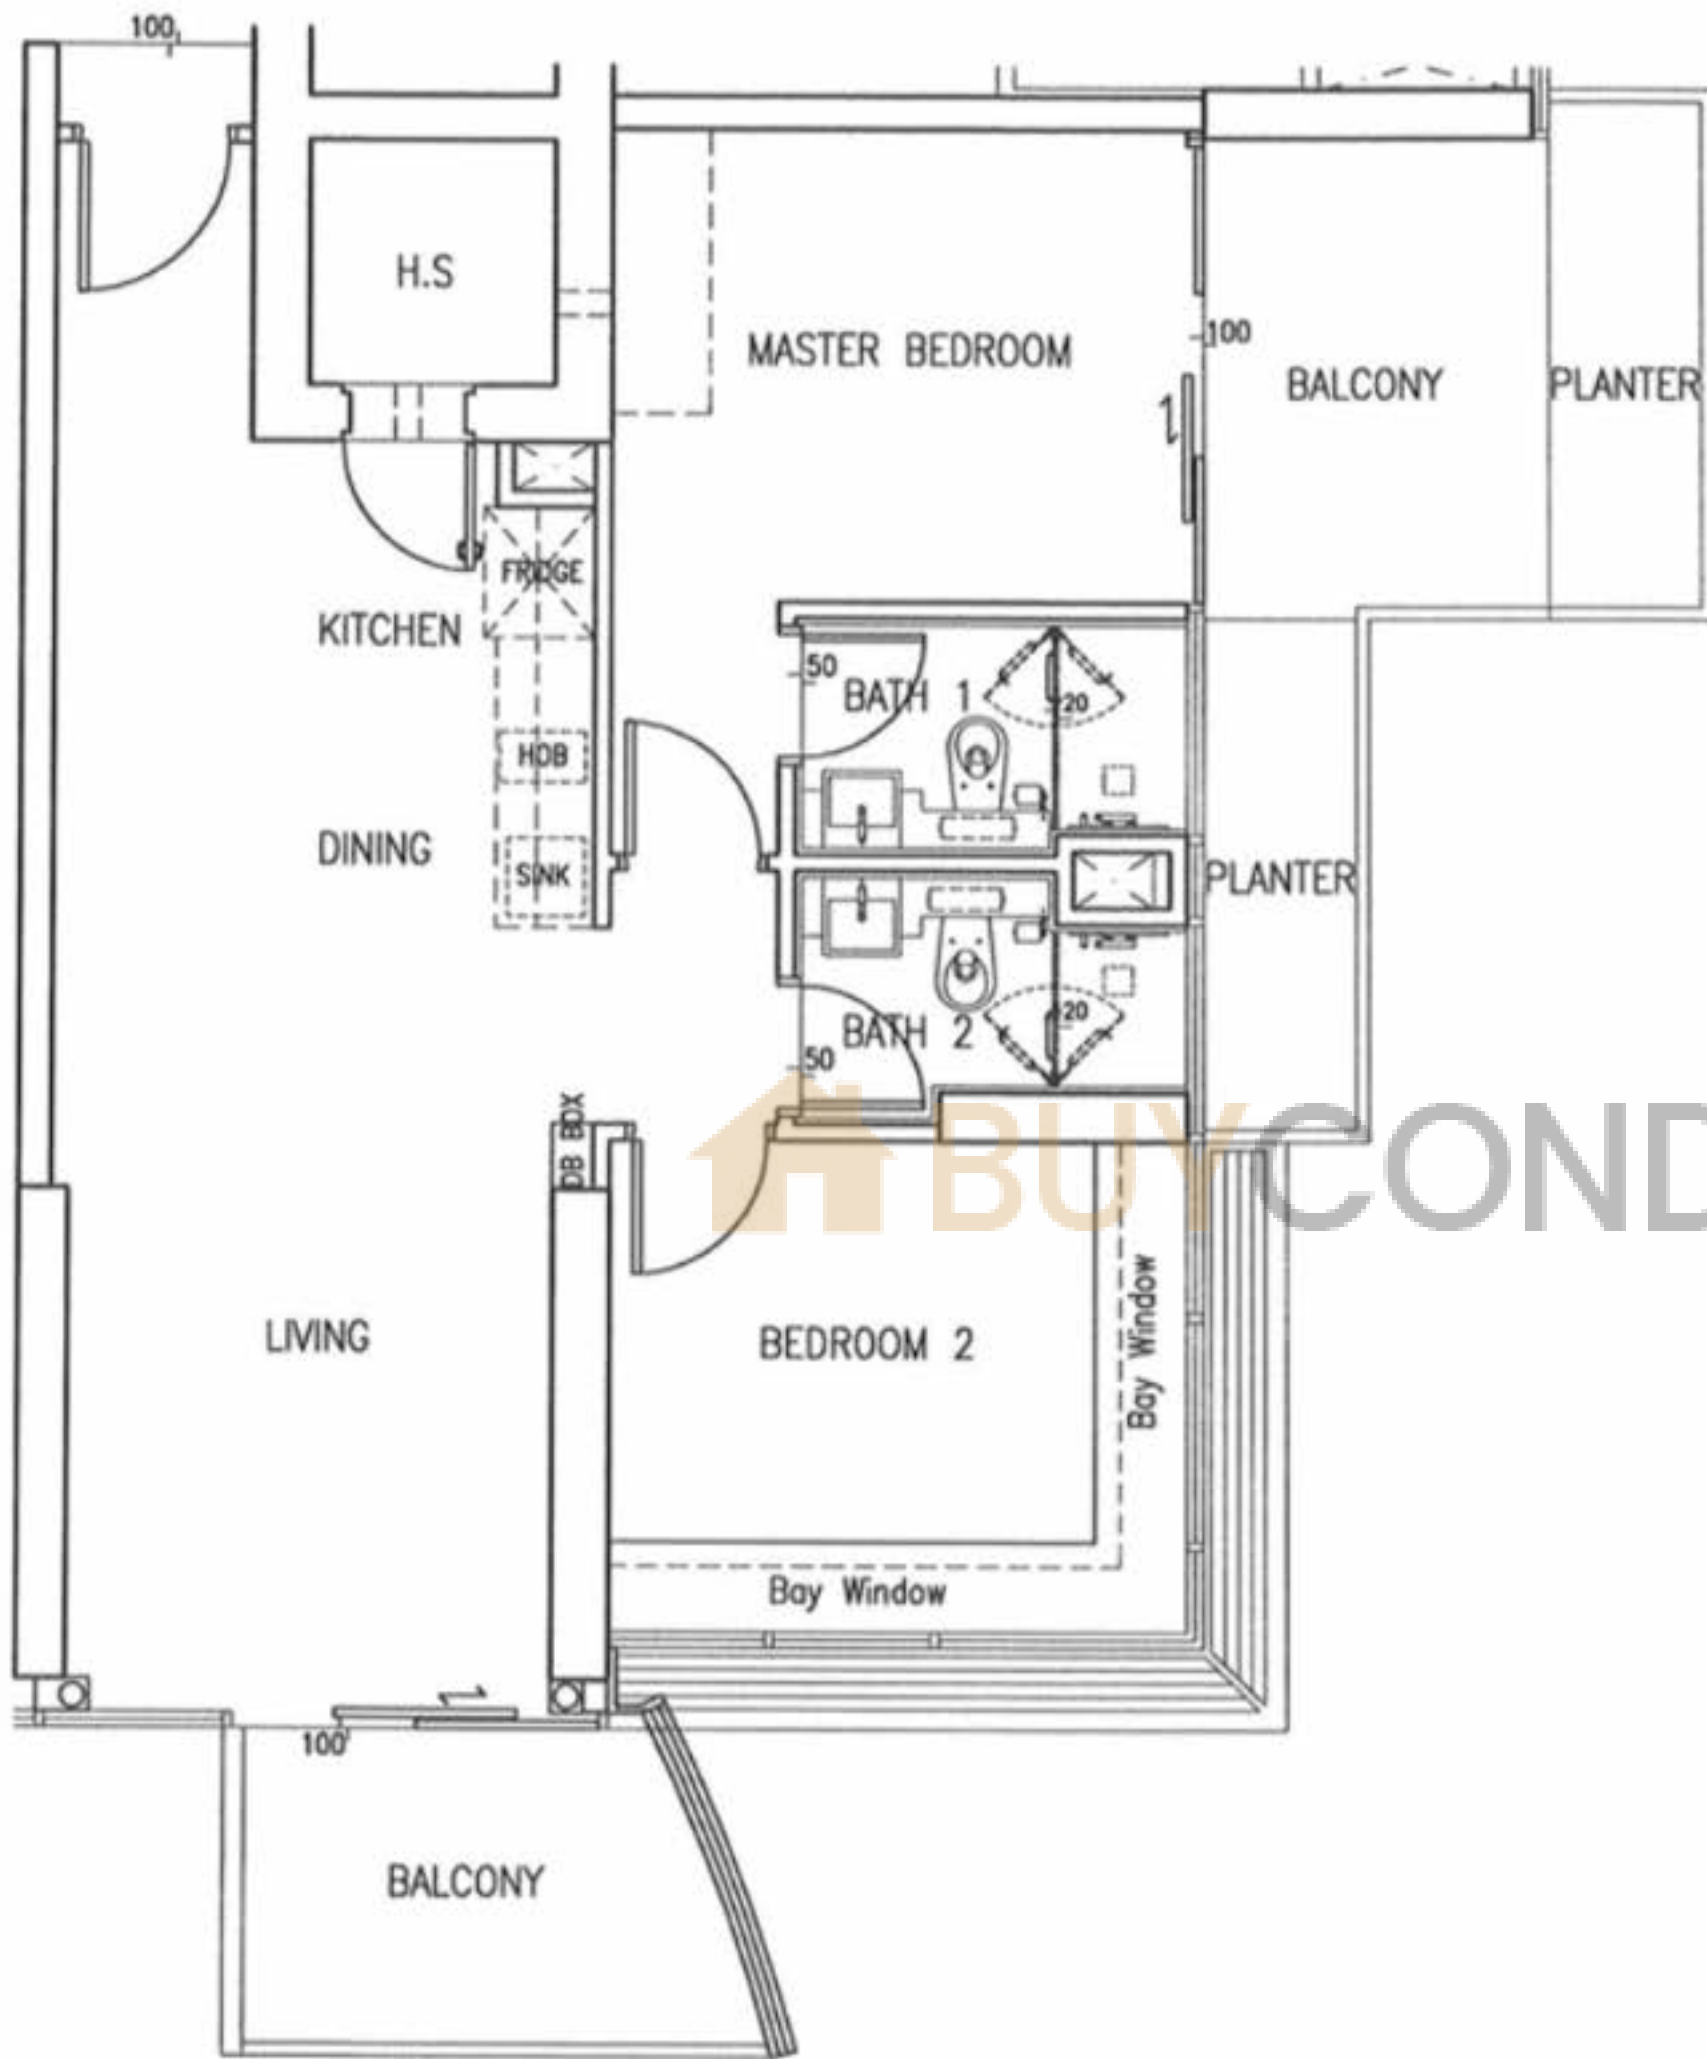 100
H.S
MASTER BEDROOM
100
BALCONY
PLANTER
FRIDGE
KITCHEN
50
BATH 1
20
HOB
DINING
SINK
PLANTER
BATH 2
20
50
DB BOX
BUYCOND
LIVING
BEDROOM 2
Bay Window
Bay Window
100
BALCONY